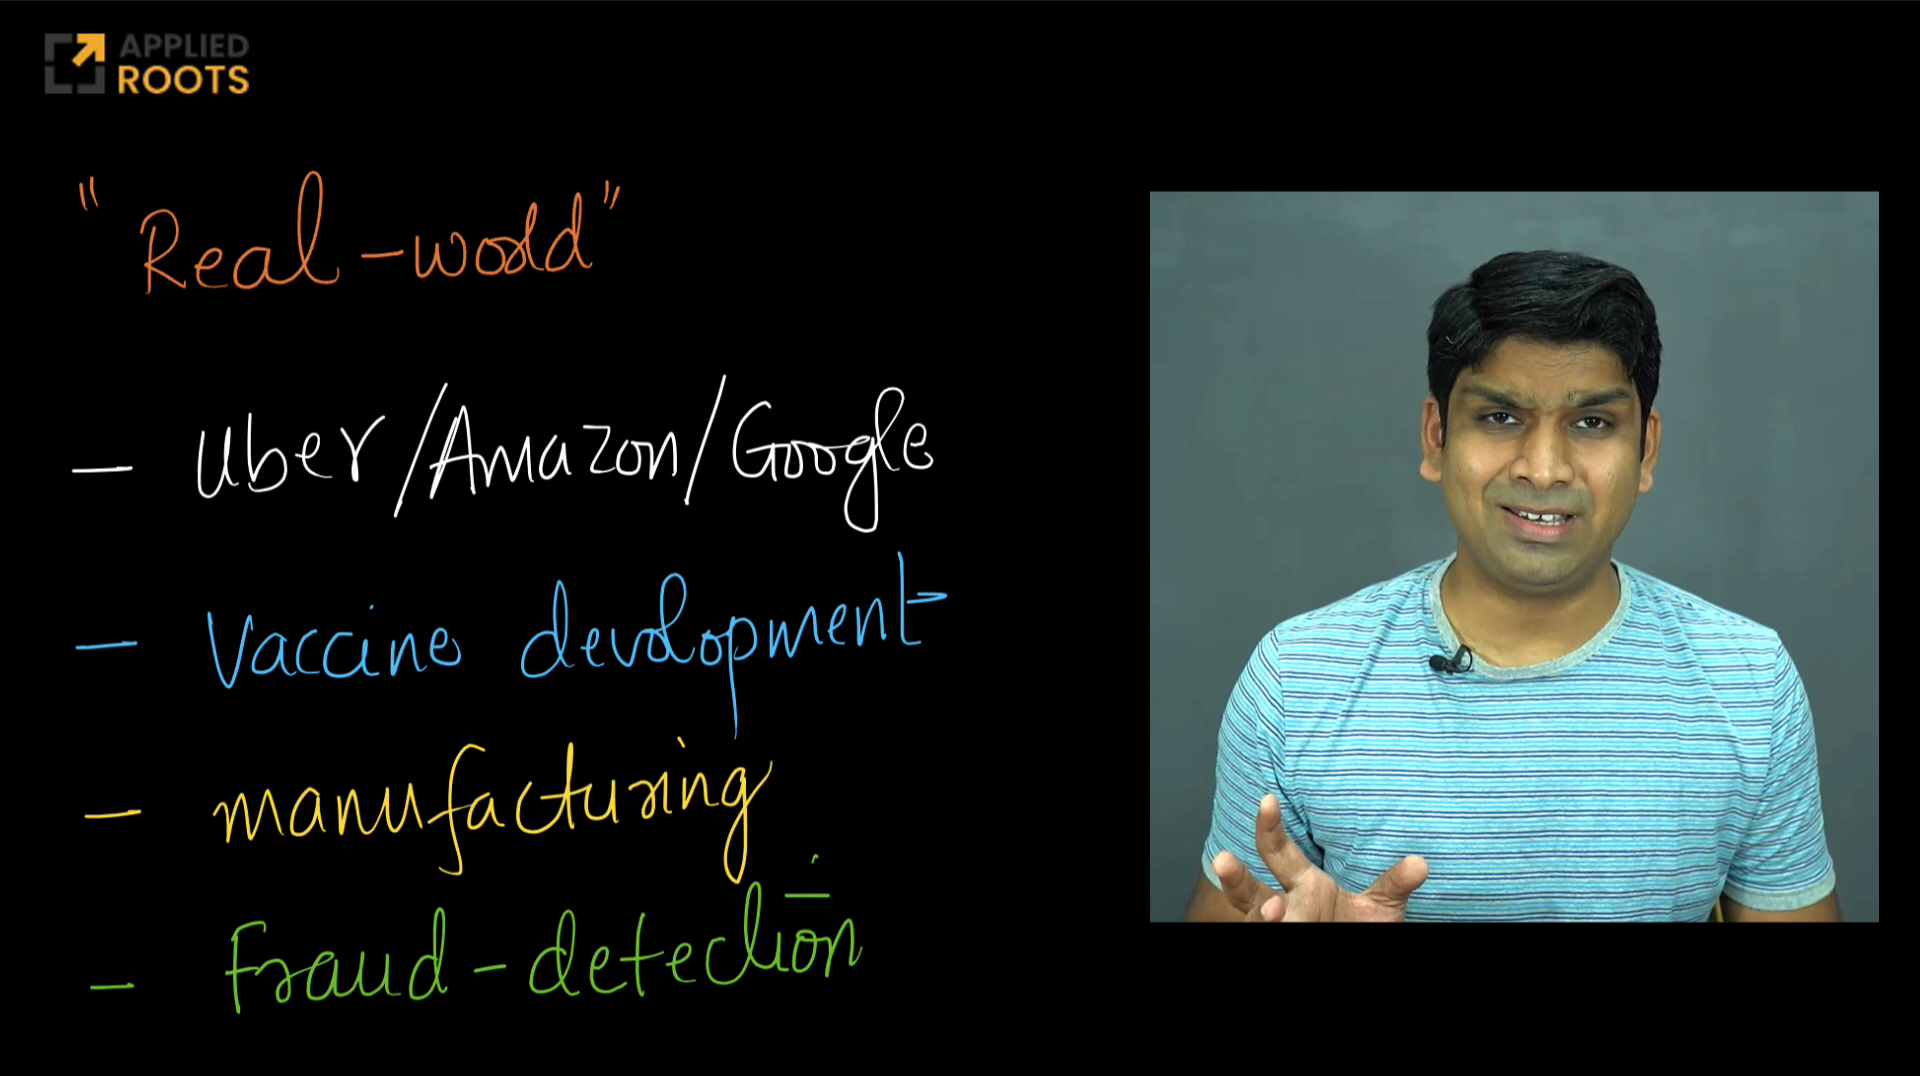 APPLIED
ROOTS
"Real-world"
- Uber/Amazon/Google
- Vaccine development
- manufacturing
- Fraud-detection